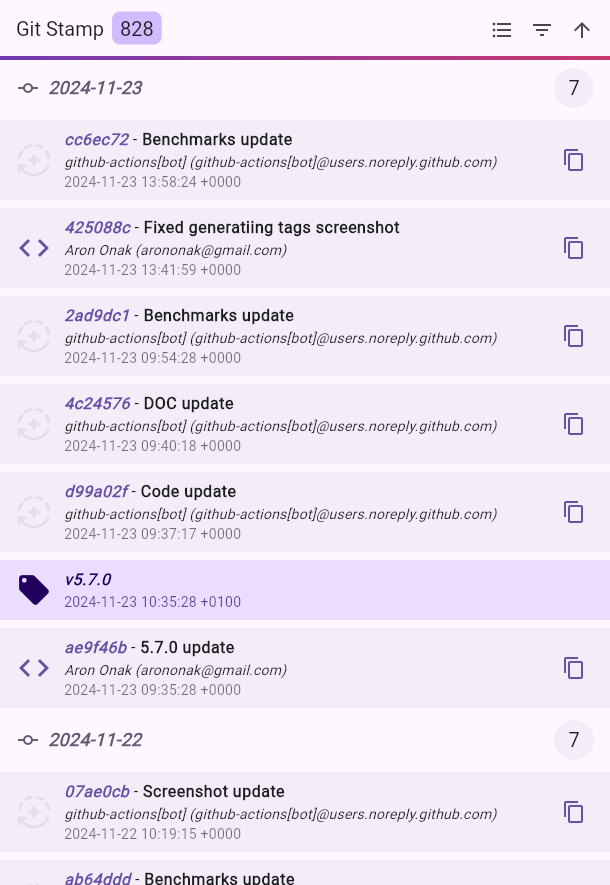 Git Stamp 828
2024-11-23 7
cc6ec72 - Benchmarks update
github-actions[bot] (github-actions[bot]@users.noreply.github.com)
2024-11-23 13:58:24 +0000
425088c - Fixed generatiing tags screenshot
Aron Onak (arononak@gmail.com)
2024-11-23 13:41:59 +0000
2ad9dc1 - Benchmarks update
github-actions[bot] (github-actions[bot]@users.noreply.github.com)
2024-11-23 09:54:28 +0000
4c24576 - DOC update
github-actions[bot] (github-actions[bot]@users.noreply.github.com)
2024-11-23 09:40:18 +0000
d99a02f - Code update
github-actions[bot] (github-actions[bot]@users.noreply.github.com)
2024-11-23 09:37:17 +0000
v5.7.0
2024-11-23 10:35:28 +0100
ae9f46b - 5.7.0 update
Aron Onak (arononak@gmail.com)
2024-11-23 09:35:28 +0000
2024-11-22 7
07ae0cb - Screenshot update
github-actions[bot] (github-actions[bot]@users.noreply.github.com)
2024-11-22 10:19:15 +0000
ab64ddd - Benchmarks update